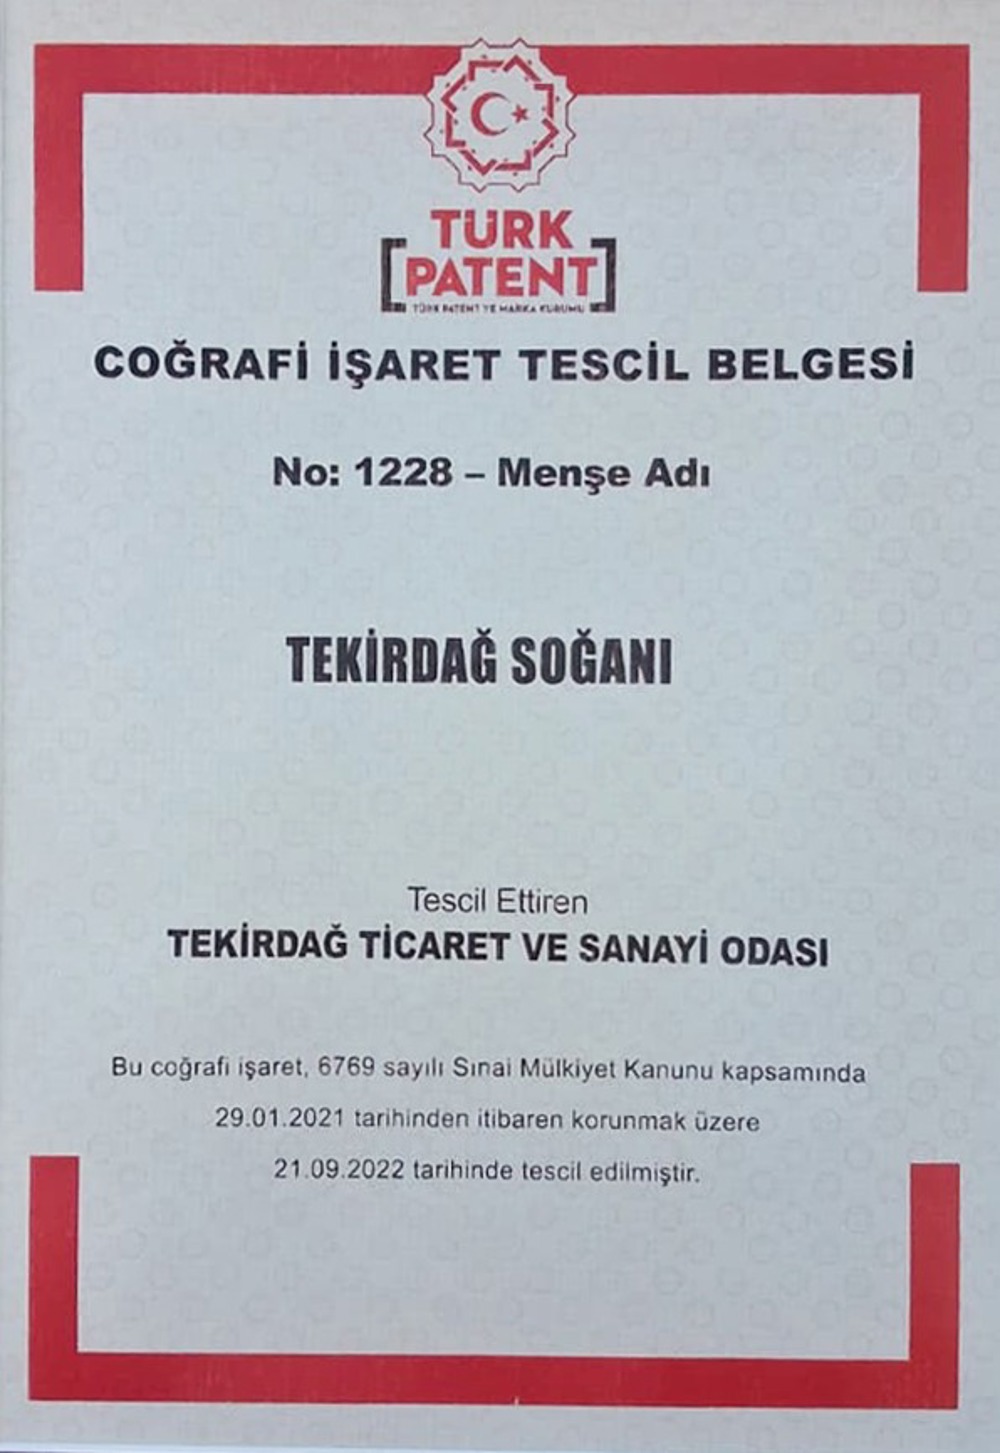 TÜRK
PATENT
TÜRK PATENT VE MARKA KURUMU
COĞRAFİ İŞARET TESCİL BELGESİ
No: 1228 – Menşe Adı
TEKİRDAĞ SOĞANI
Tescil Ettiren
TEKİRDAĞ TİCARET VE SANAYİ ODASI
Bu coğrafi işaret, 6769 sayılı Sınai Mülkiyet Kanunu kapsamında
29.01.2021 tarihinden itibaren korunmak üzere
21.09.2022 tarihinde tescil edilmiştir.